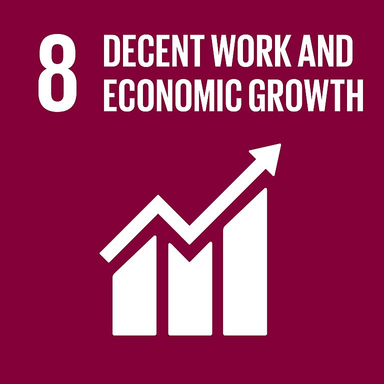 8 DECENT WORK AND
ECONOMIC GROWTH